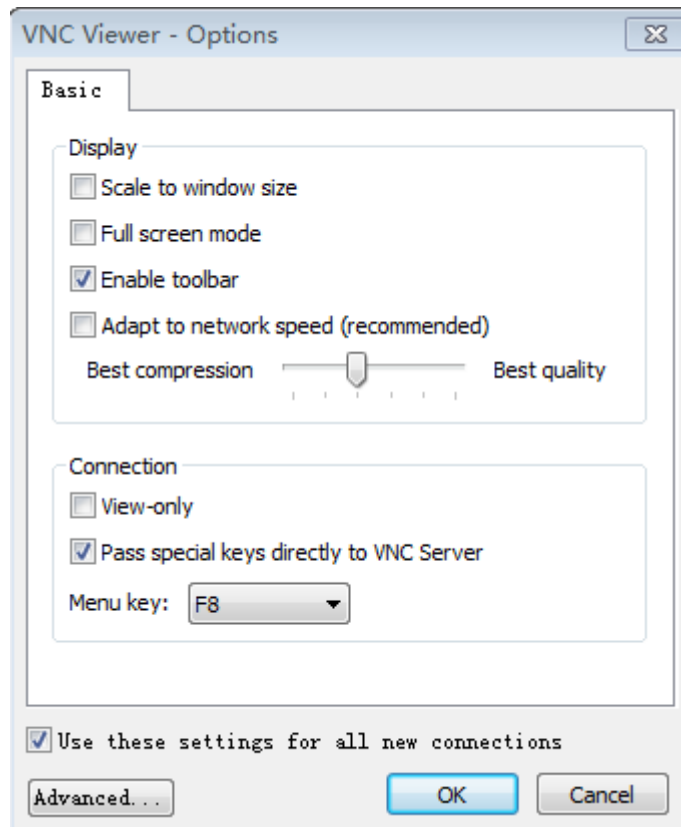 VNC Viewer - Options
Basic
Display
Scale to window size
Full screen mode
Enable toolbar
Adapt to network speed (recommended)
Best compression Best quality
Connection
View-only
Pass special keys directly to VNC Server
Menu key: F8
Use these settings for all new connections
Advanced... OK Cancel